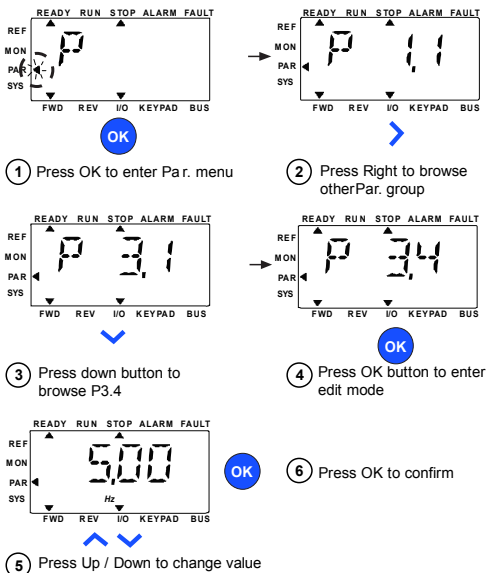 READY RUN STOP ALARM FAULT
REF
MON
PAR
SYS
P
FWD REV I/O KEYPAD BUS
OK
1 Press OK to enter Par. menu
READY RUN STOP ALARM FAULT
REF
MON
PAR
SYS
P 1.1
FWD REV I/O KEYPAD BUS
2 Press Right to browse
otherPar. group
READY RUN STOP ALARM FAULT
REF
MON
PAR
SYS
P 3.1
FWD REV I/O KEYPAD BUS
3 Press down button to
browse P3.4
READY RUN STOP ALARM FAULT
REF
MON
PAR
SYS
P 3.4
FWD REV I/O KEYPAD BUS
OK
4 Press OK button to enter
edit mode
READY RUN STOP ALARM FAULT
REF
MON
PAR
SYS
5.00
Hz
FWD REV I/O KEYPAD BUS
5 Press Up / Down to change value
OK
6 Press OK to confirm